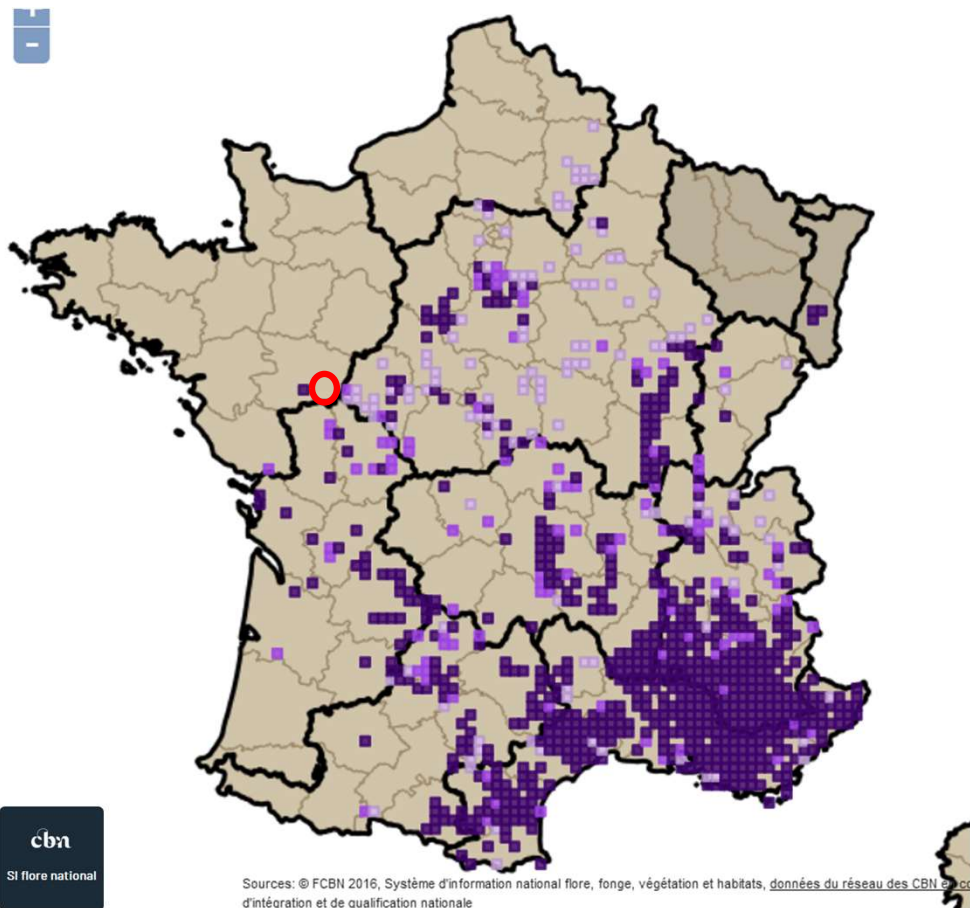 cbn
SI flore national
Sources: © FCBN 2016, Système d'information national flore, fonge, végétation et habitats, données du réseau des CBN
d'intégration et de qualification nationale